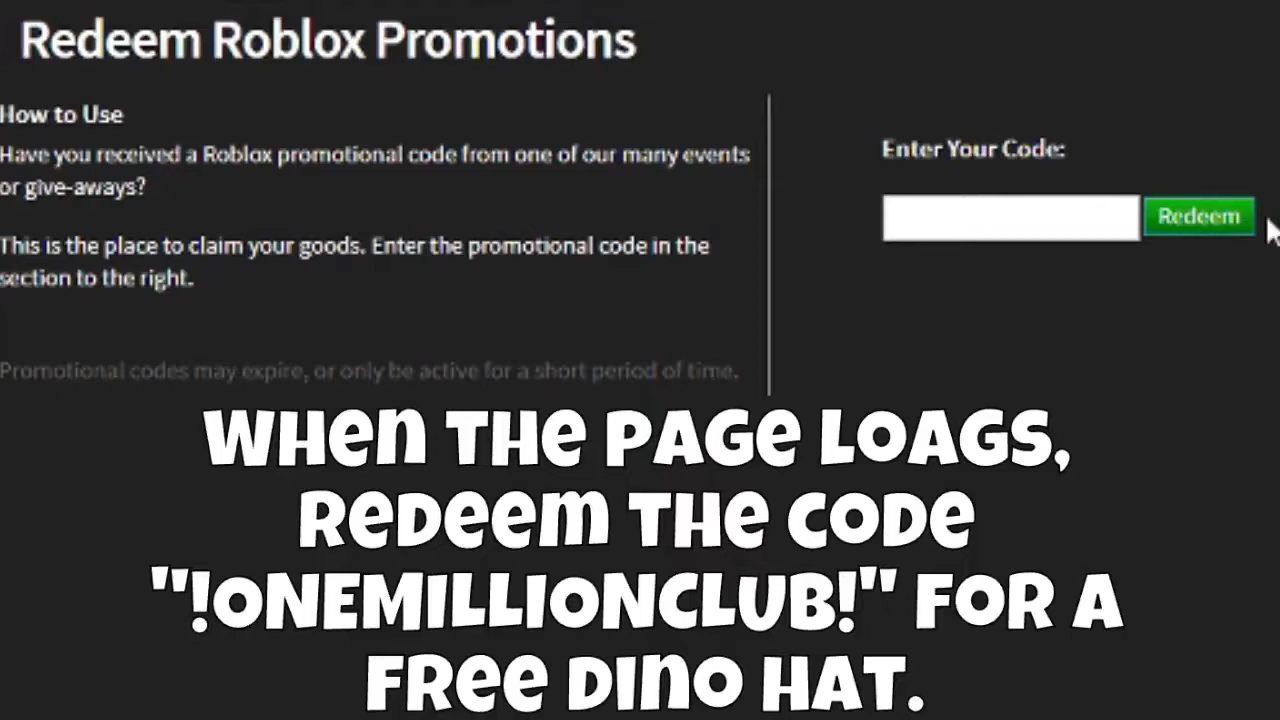 Redeem Roblox Promotions
How to Use
Have you received a Roblox promotional code from one of our many events
or give-aways?
This is the place to claim your goods. Enter the promotional code in the
section to the right.
Promotional codes may expire, or only be active for a short period of time.
Enter Your Code:
Redeem
WHEN THE PAGE LOAGS,
REDEEM THE CODE
"!ONEMILLIONCLUB!" FOR A
FREE DINO HAT.